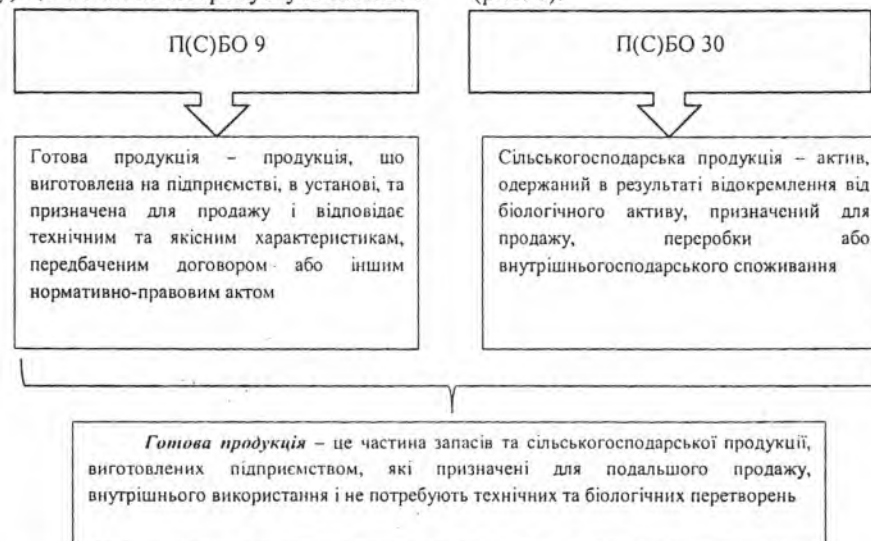 П(С)БО 9
П(С)БО 30
Готова продукція – продукція, що
виготовлена на підприємстві, в установі, та
призначена для продажу і відповідає
технічним та якісним характеристикам,
передбаченим договором або іншим
нормативно-правовим актом
Сільськогосподарська продукція – актив,
одержаний в результаті відокремлення від
біологічного активу, призначений для
продажу, переробки або
внутрішньогосподарського споживання
Готова продукція – це частина запасів та сільськогосподарської продукції,
виготовлених підприємством, які призначені для подальшого продажу,
внутрішнього використання і не потребують технічних та біологічних перетворень